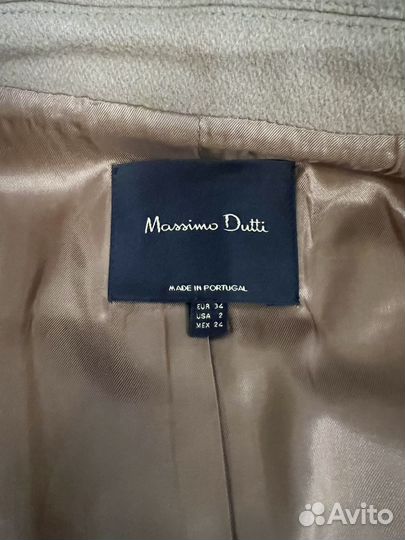 Massimo Dutti
MADE IN PORTUGAL
EUR 34
USA 2
MEX 24
Avito